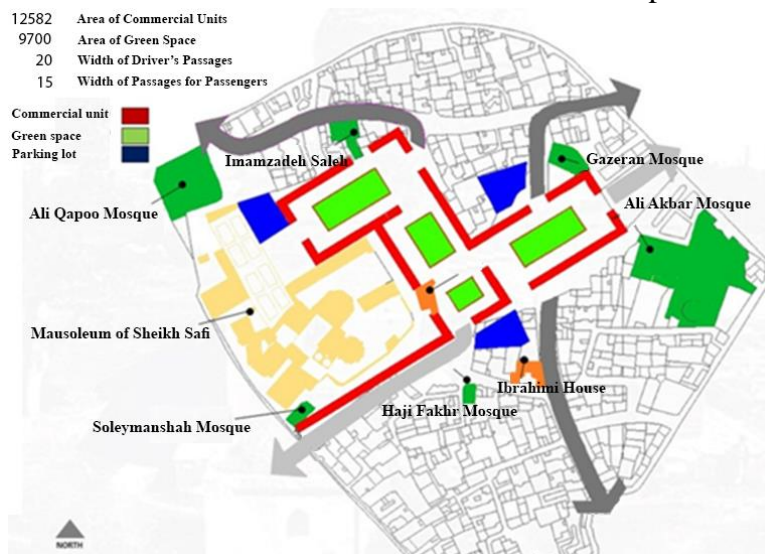 12582 Area of Commercial Units
9700 Area of Green Space
20 Width of Driver's Passages
15 Width of Passages for Passengers
Commercial unit
Green space
Parking lot
Imamzadeh Saleh
Gazeran Mosque
Ali Qapoo Mosque
Ali Akbar Mosque
Mausoleum of Sheikh Safi
Ibrahimi House
Haji Fakhr Mosque
Soleymanshah Mosque
NORTH